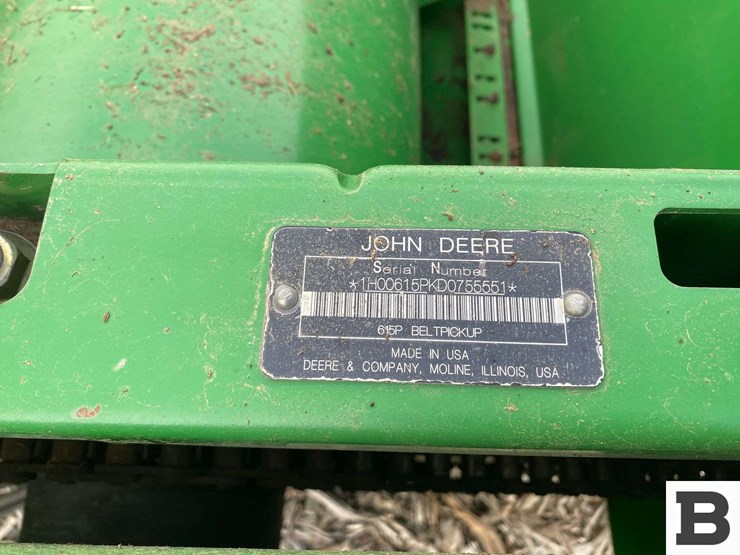 JOHN DEERE
Serial Number
*1H00615PKD0755551*
615P BELTPICKUP
MADE IN USA
DEERE & COMPANY, MOLINE, ILLINOIS, USA
B